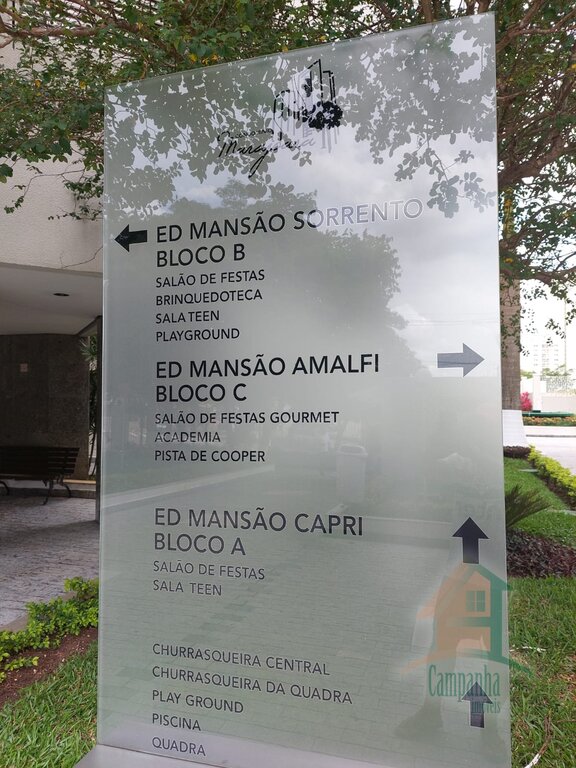 ED MANSÃO SORRENTO
BLOCO B
SALÃO DE FESTAS
BRINQUEDOTECA
SALA TEEN
PLAYGROUND
ED MANSÃO AMALFI
BLOCO C
SALÃO DE FESTAS GOURMET
ACADEMIA
PISTA DE COOPER
ED MANSÃO CAPRI
BLOCO A
SALÃO DE FESTAS
SALA TEEN
CHURRASQUEIRA CENTRAL
CHURRASQUEIRA DA QUADRA
PLAY GROUND
PISCINA
QUADRA
Campanha
imóveis